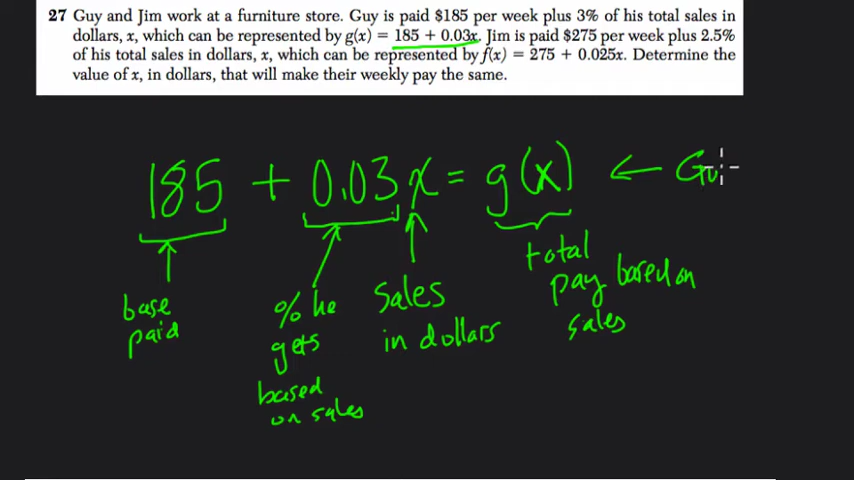 27 Guy and Jim work at a furniture store. Guy is paid $185 per week plus 3% of his total sales in
dollars, x, which can be represented by g(x) = 185 + 0.03x. Jim is paid $275 per week plus 2.5%
of his total sales in dollars, x, which can be represented by f(x) = 275 + 0.025x. Determine the
value of x, in dollars, that will make their weekly pay the same.
185 + 0.03x = g(x) ← Guy
base
paid
% he
gets
based
on sales
sales
in dollars
total
pay based on
sales